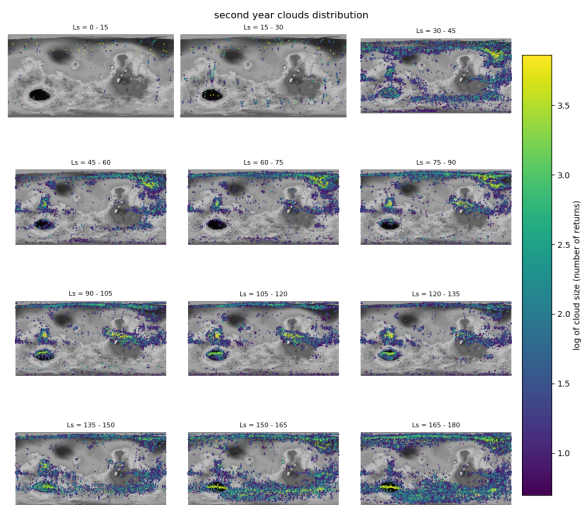 second year clouds distribution
Ls = 0 - 15
Ls = 15 - 30
Ls = 30 - 45
Ls = 45 - 60
Ls = 60 - 75
Ls = 75 - 90
Ls = 90 - 105
Ls = 105 - 120
Ls = 120 - 135
Ls = 135 - 150
Ls = 150 - 165
Ls = 165 - 180
3.5
3.0
2.5
2.0
1.5
1.0
log of cloud size (number of returns)